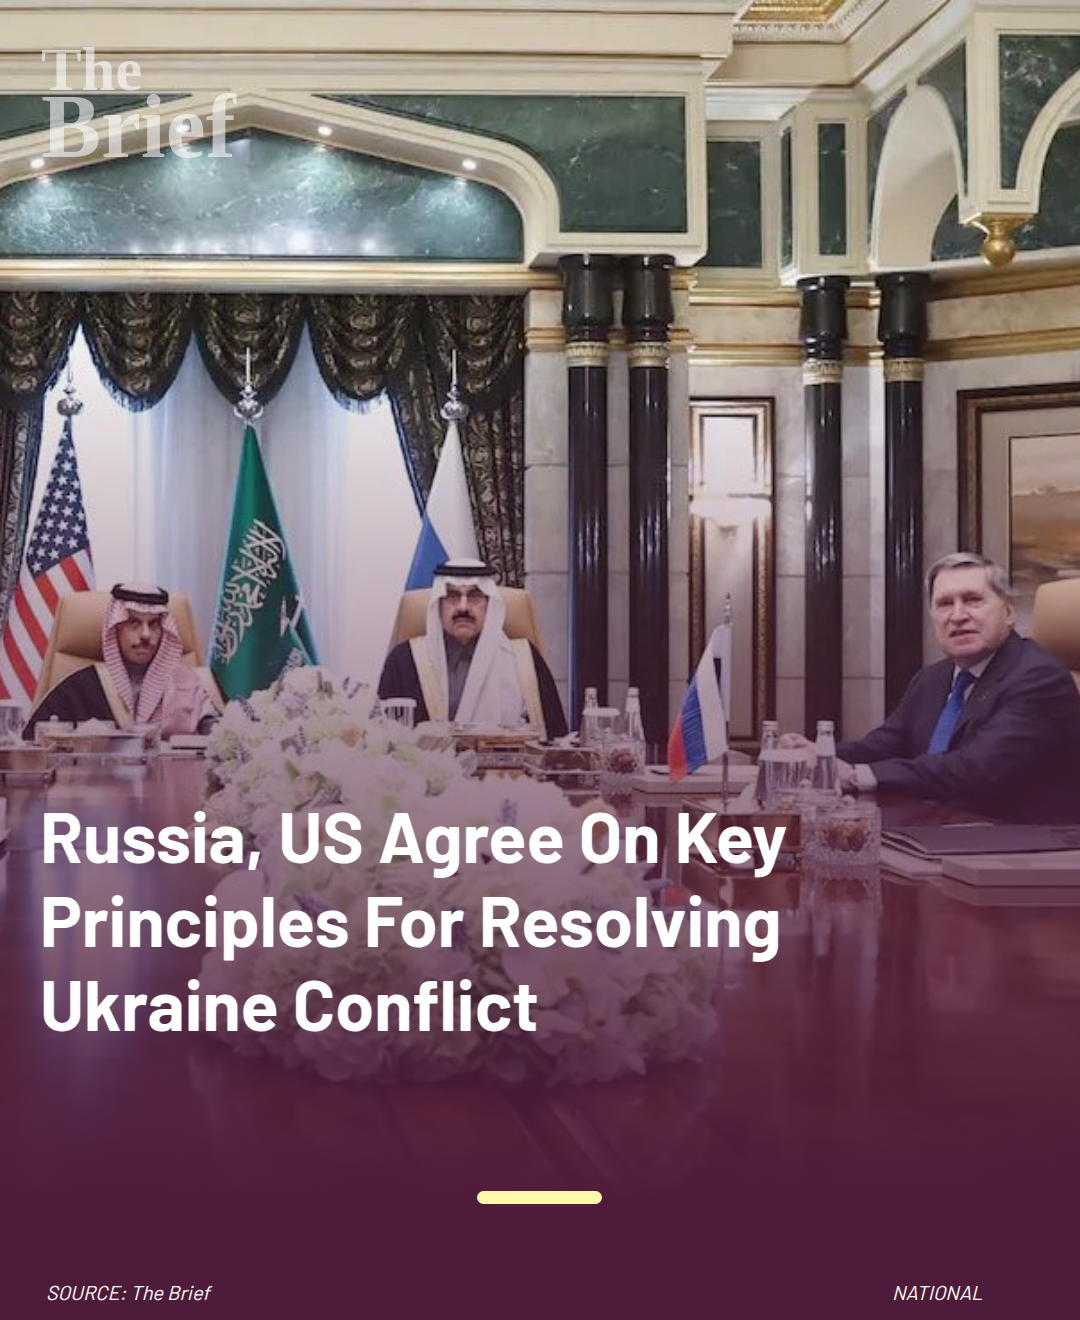 The
Brief
Russia, US Agree On Key
Principles For Resolving
Ukraine Conflict
SOURCE: The Brief
NATIONAL